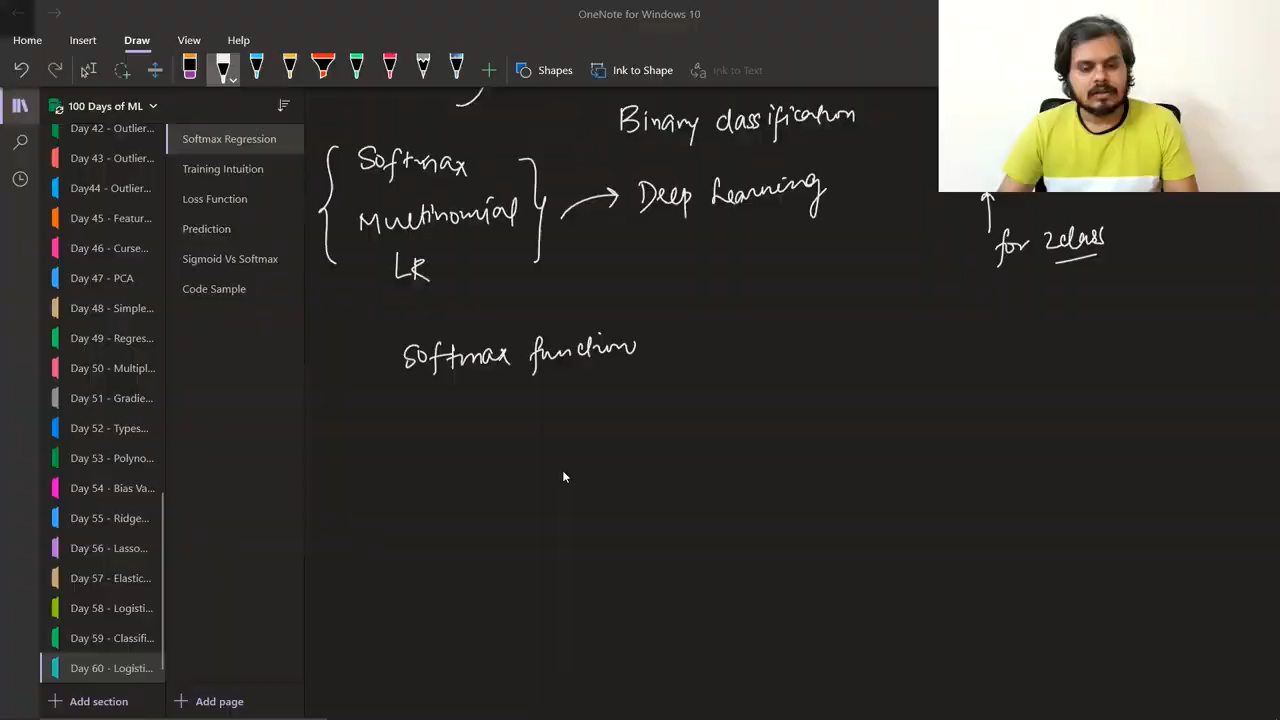 OneNote for Windows 10
Home Insert Draw View Help
Shapes Ink to Shape Ink to Text
100 Days of ML
Day 42 - Outlier...
Day 43 - Outlier...
Day44 - Outlier...
Day 45 - Featur...
Day 46 - Curse...
Day 47 - PCA
Day 48 - Simple...
Day 49 - Regres...
Day 50 - Multipl...
Day 51 - Gradie...
Day 52 - Types...
Day 53 - Polyno...
Day 54 - Bias Va...
Day 55 - Ridge...
Day 56 - Lasso...
Day 57 - Elastic...
Day 58 - Logisti...
Day 59 - Classifi...
Day 60 - Logisti...
Add section
Softmax Regression
Training Intuition
Loss Function
Prediction
Sigmoid Vs Softmax
Code Sample
Add page
Binary classification
Softmax
Multinomial
LR
Deep Learning
for 2 class
Softmax function